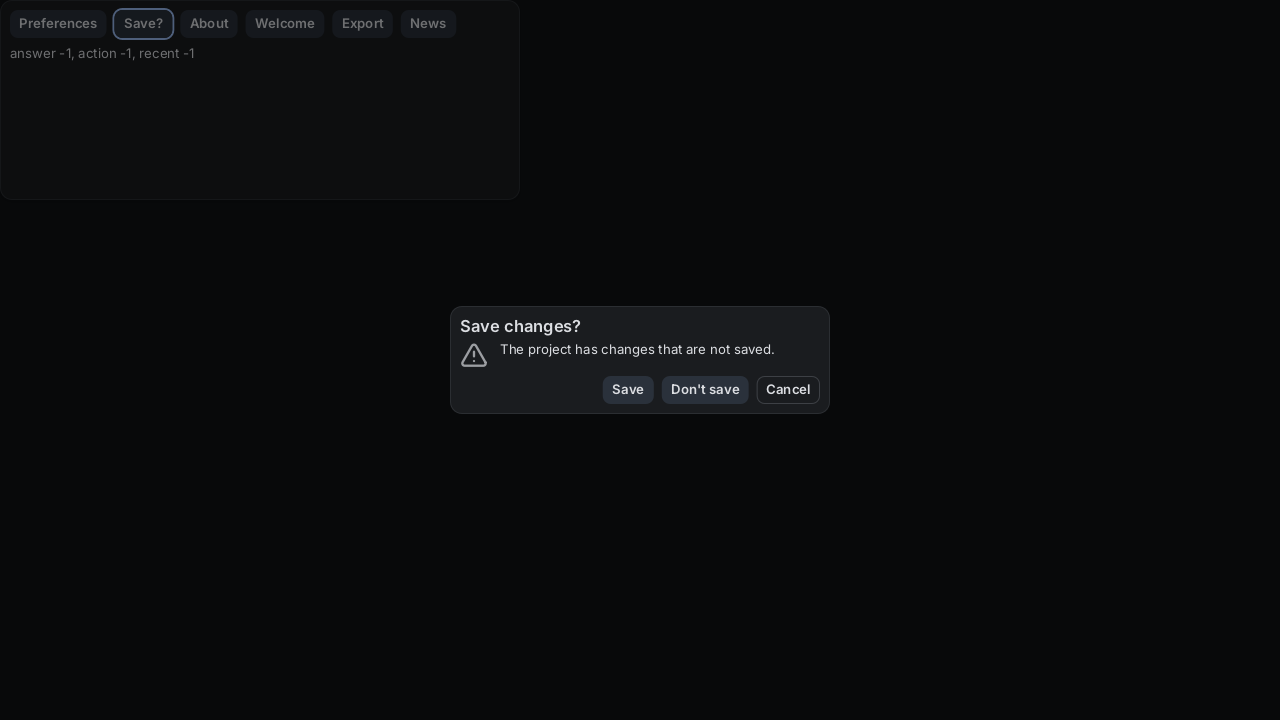 Preferences Save? About Welcome Export News
answer -1, action -1, recent -1
Save changes?
The project has changes that are not saved.
Save Don't save Cancel